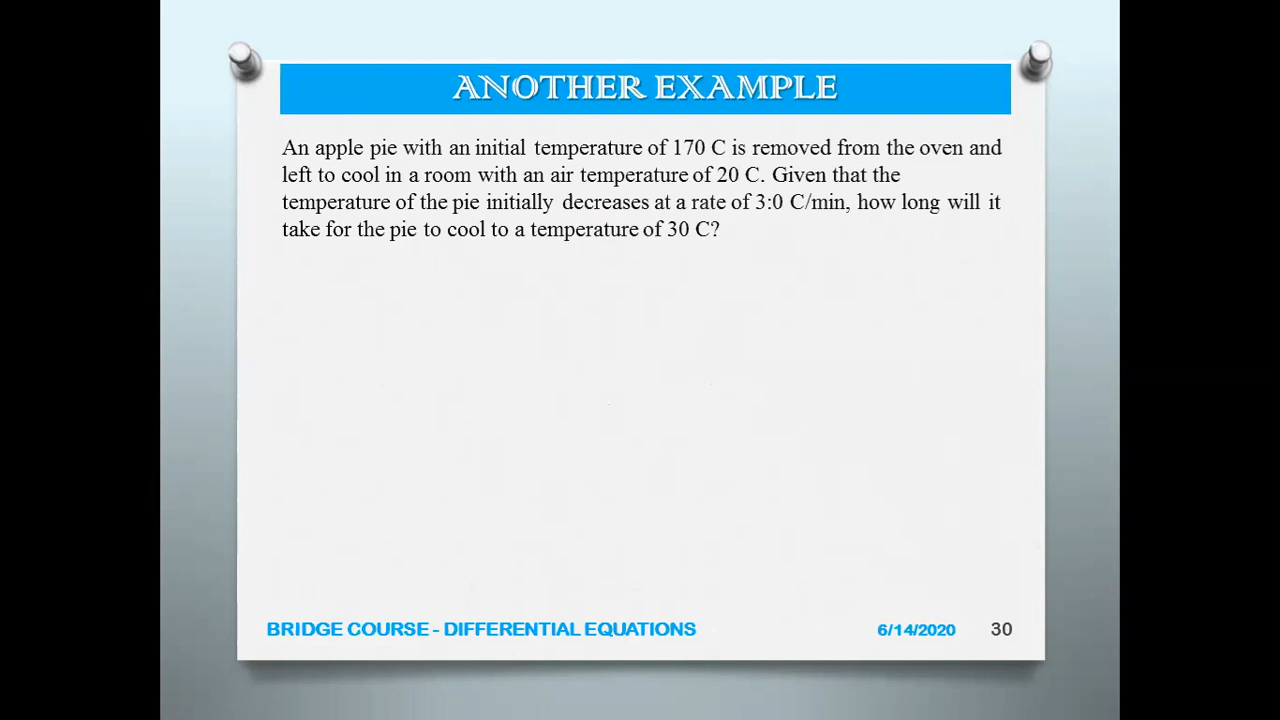 ANOTHER EXAMPLE
An apple pie with an initial temperature of 170 C is removed from the oven and
left to cool in a room with an air temperature of 20 C. Given that the
temperature of the pie initially decreases at a rate of 3:0 C/min, how long will it
take for the pie to cool to a temperature of 30 C?
BRIDGE COURSE - DIFFERENTIAL EQUATIONS 6/14/2020 30